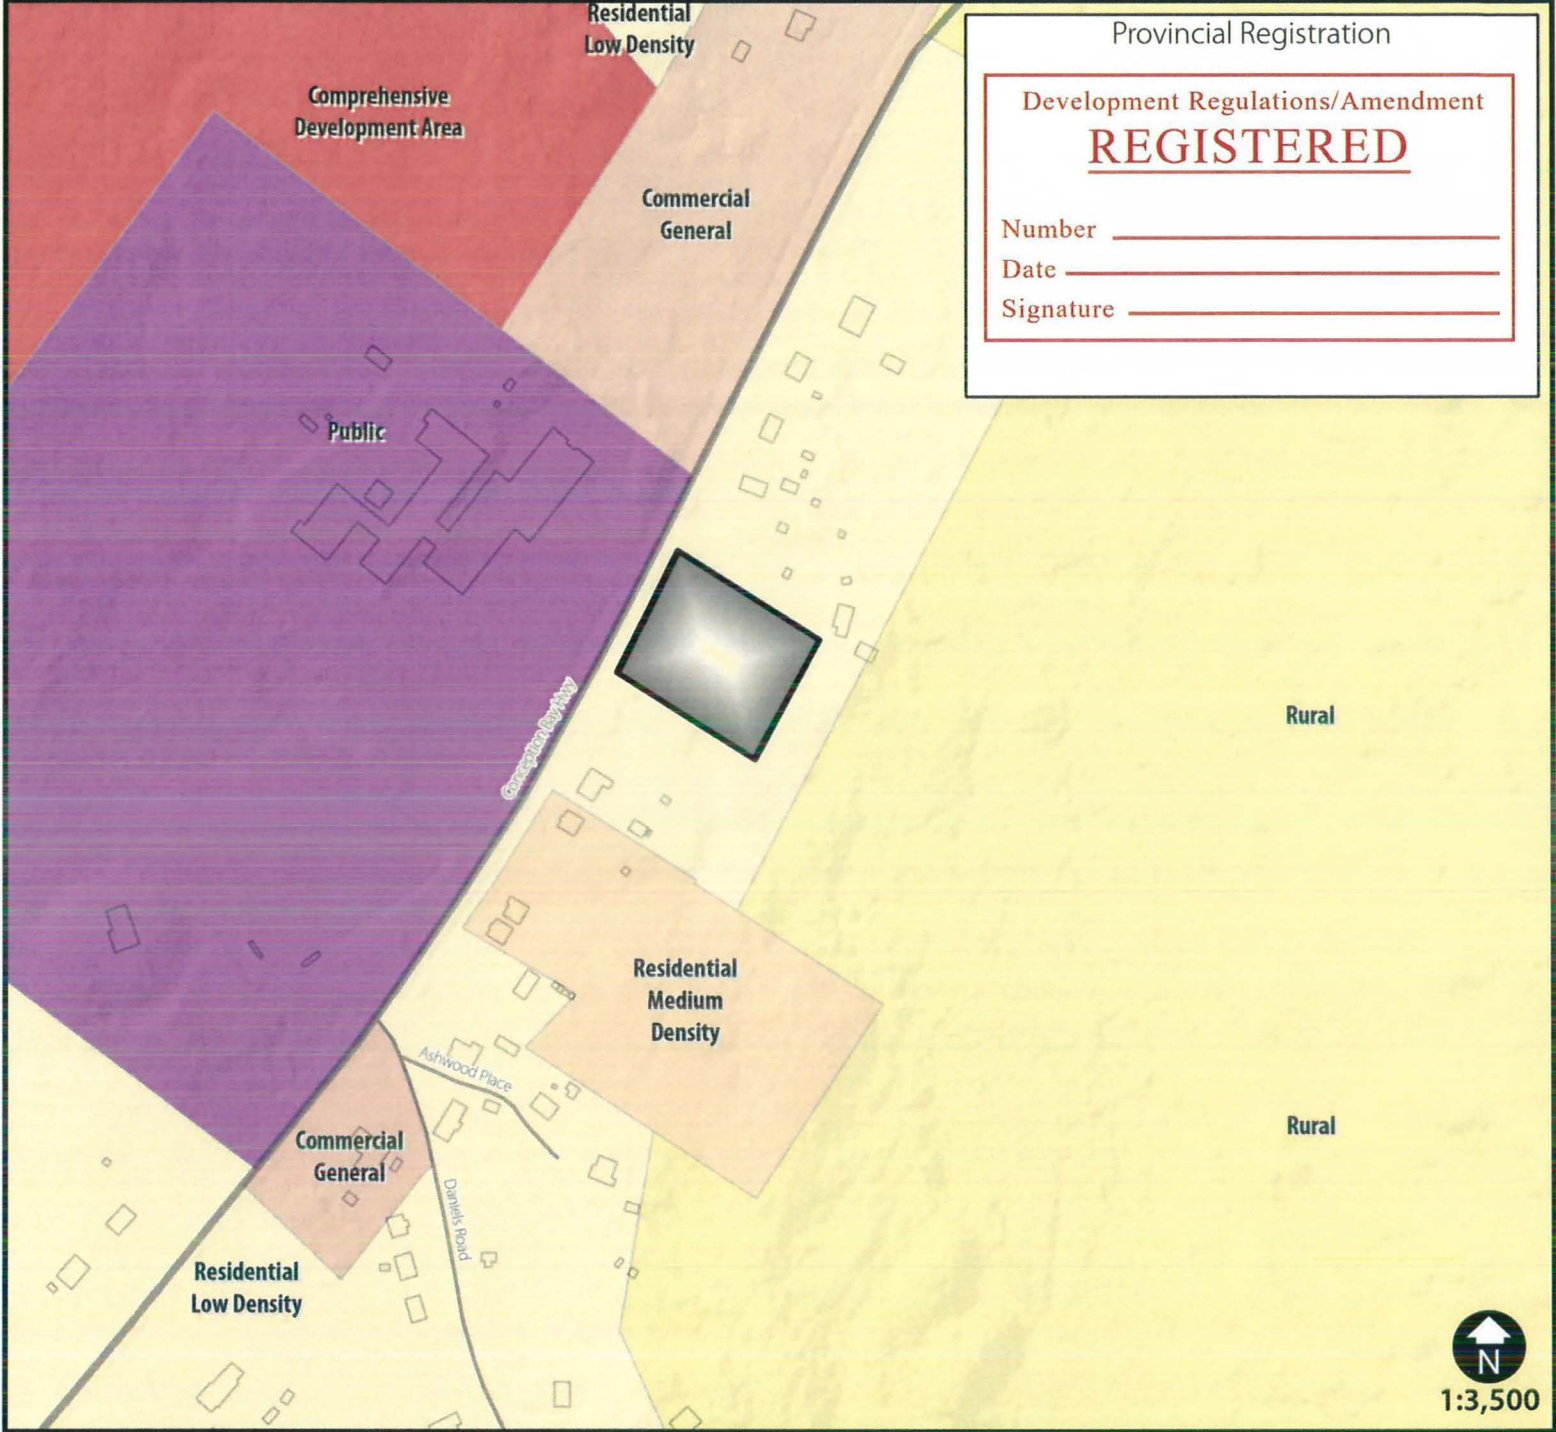 Residential
Low Density
Provincial Registration
Development Regulations/Amendment
REGISTERED
Number
Date
Signature
Comprehensive
Development Area
Commercial
General
Public
Conception Bay Hwy
Rural
Residential
Medium
Density
Ashwood Place
Rural
Commercial
General
Daniels Road
Residential
Low Density
N
1:3,500